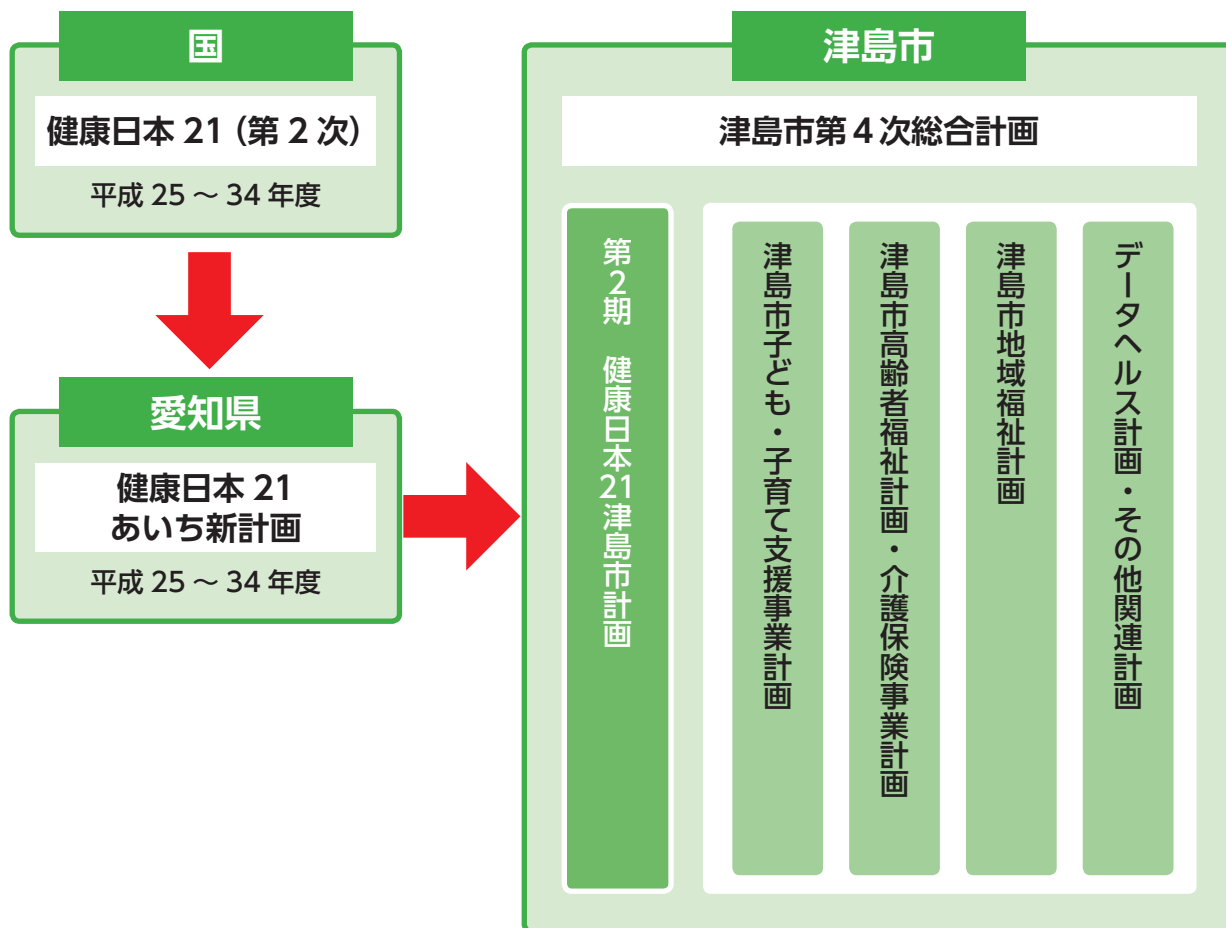 国
健康日本 21（第 2 次）
平成 25 ～ 34 年度
愛知県
健康日本 21
あいち新計画
平成 25 ～ 34 年度
津島市
津島市第４次総合計画
第２期　健康日本21津島市計画
津島市子ども・子育て支援事業計画
津島市高齢者福祉計画・介護保険事業計画
津島市地域福祉計画
データヘルス計画・その他関連計画